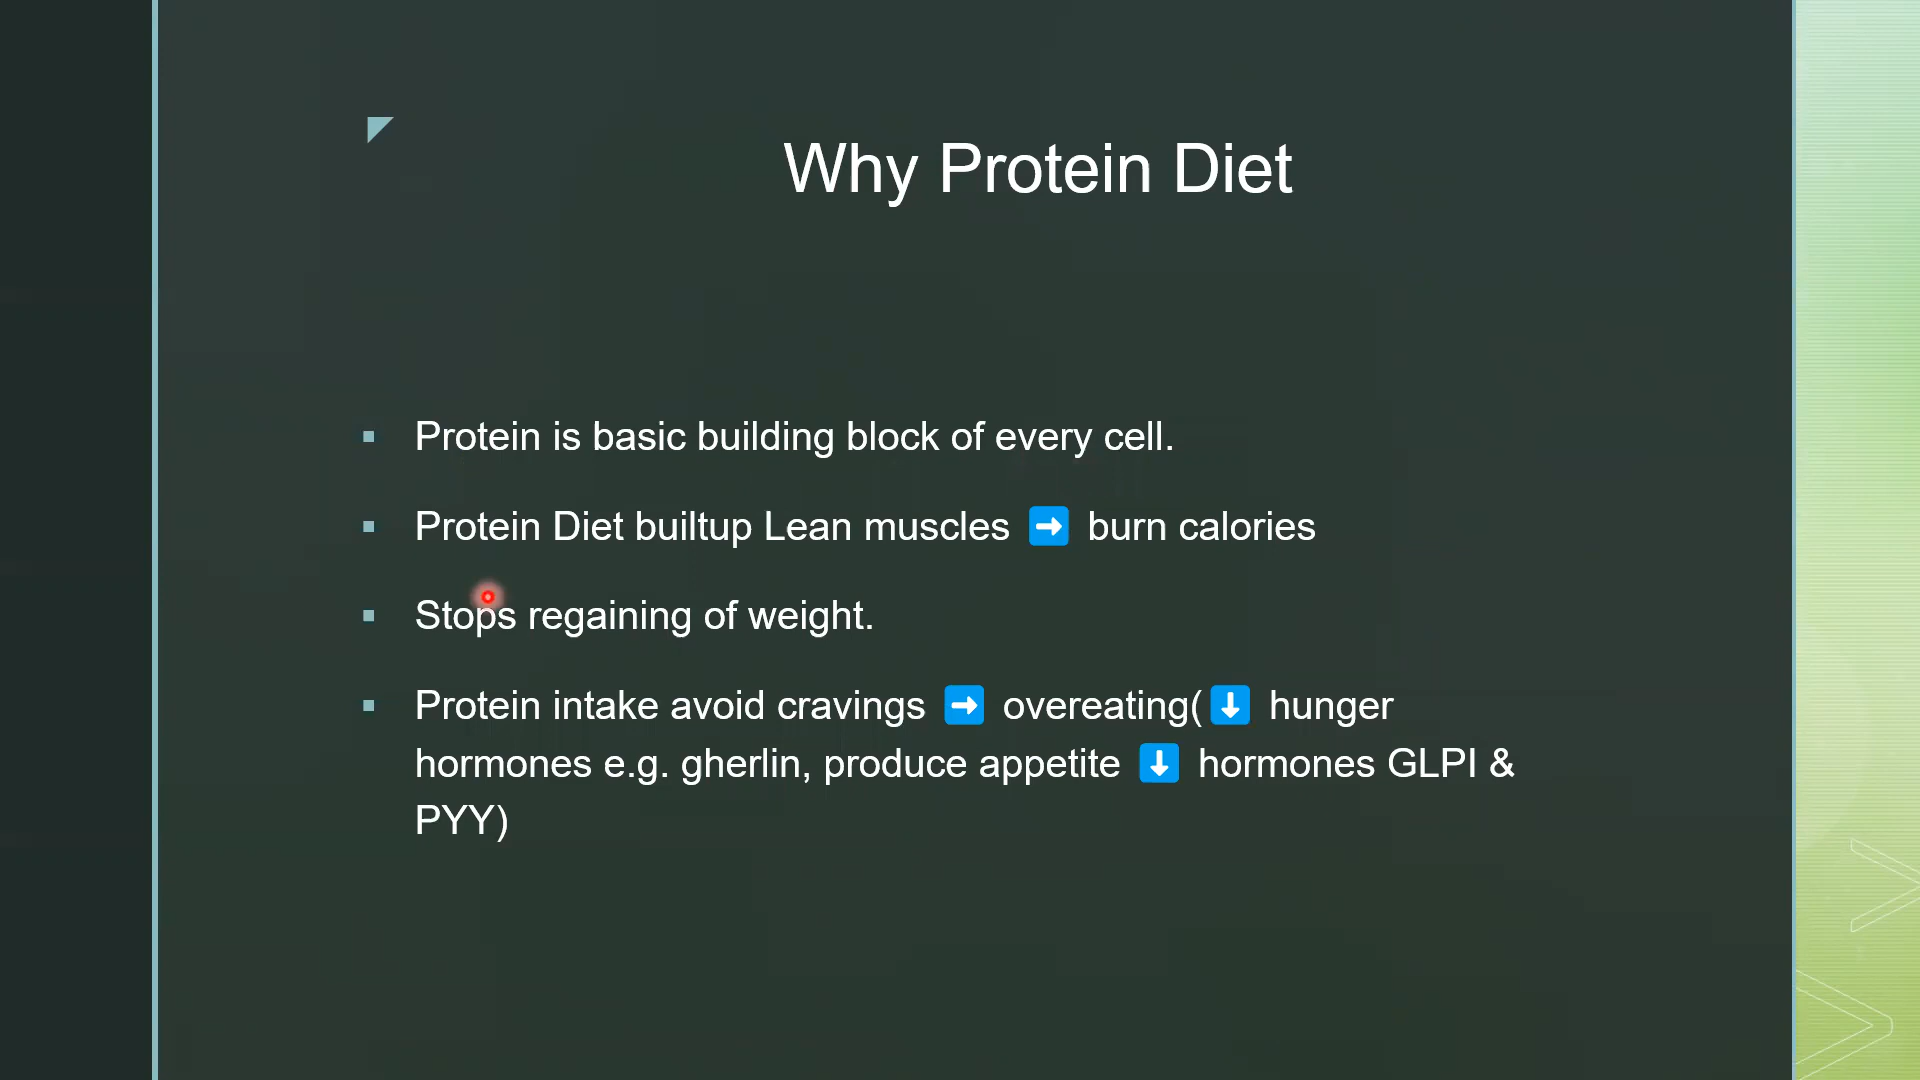 Why Protein Diet
▪ Protein is basic building block of every cell.
▪ Protein Diet builtup Lean muscles ➡ burn calories
▪ Stops regaining of weight.
▪ Protein intake avoid cravings ➡ overeating(⬇ hunger
hormones e.g. gherlin, produce appetite ⬇ hormones GLPI &
PYY)